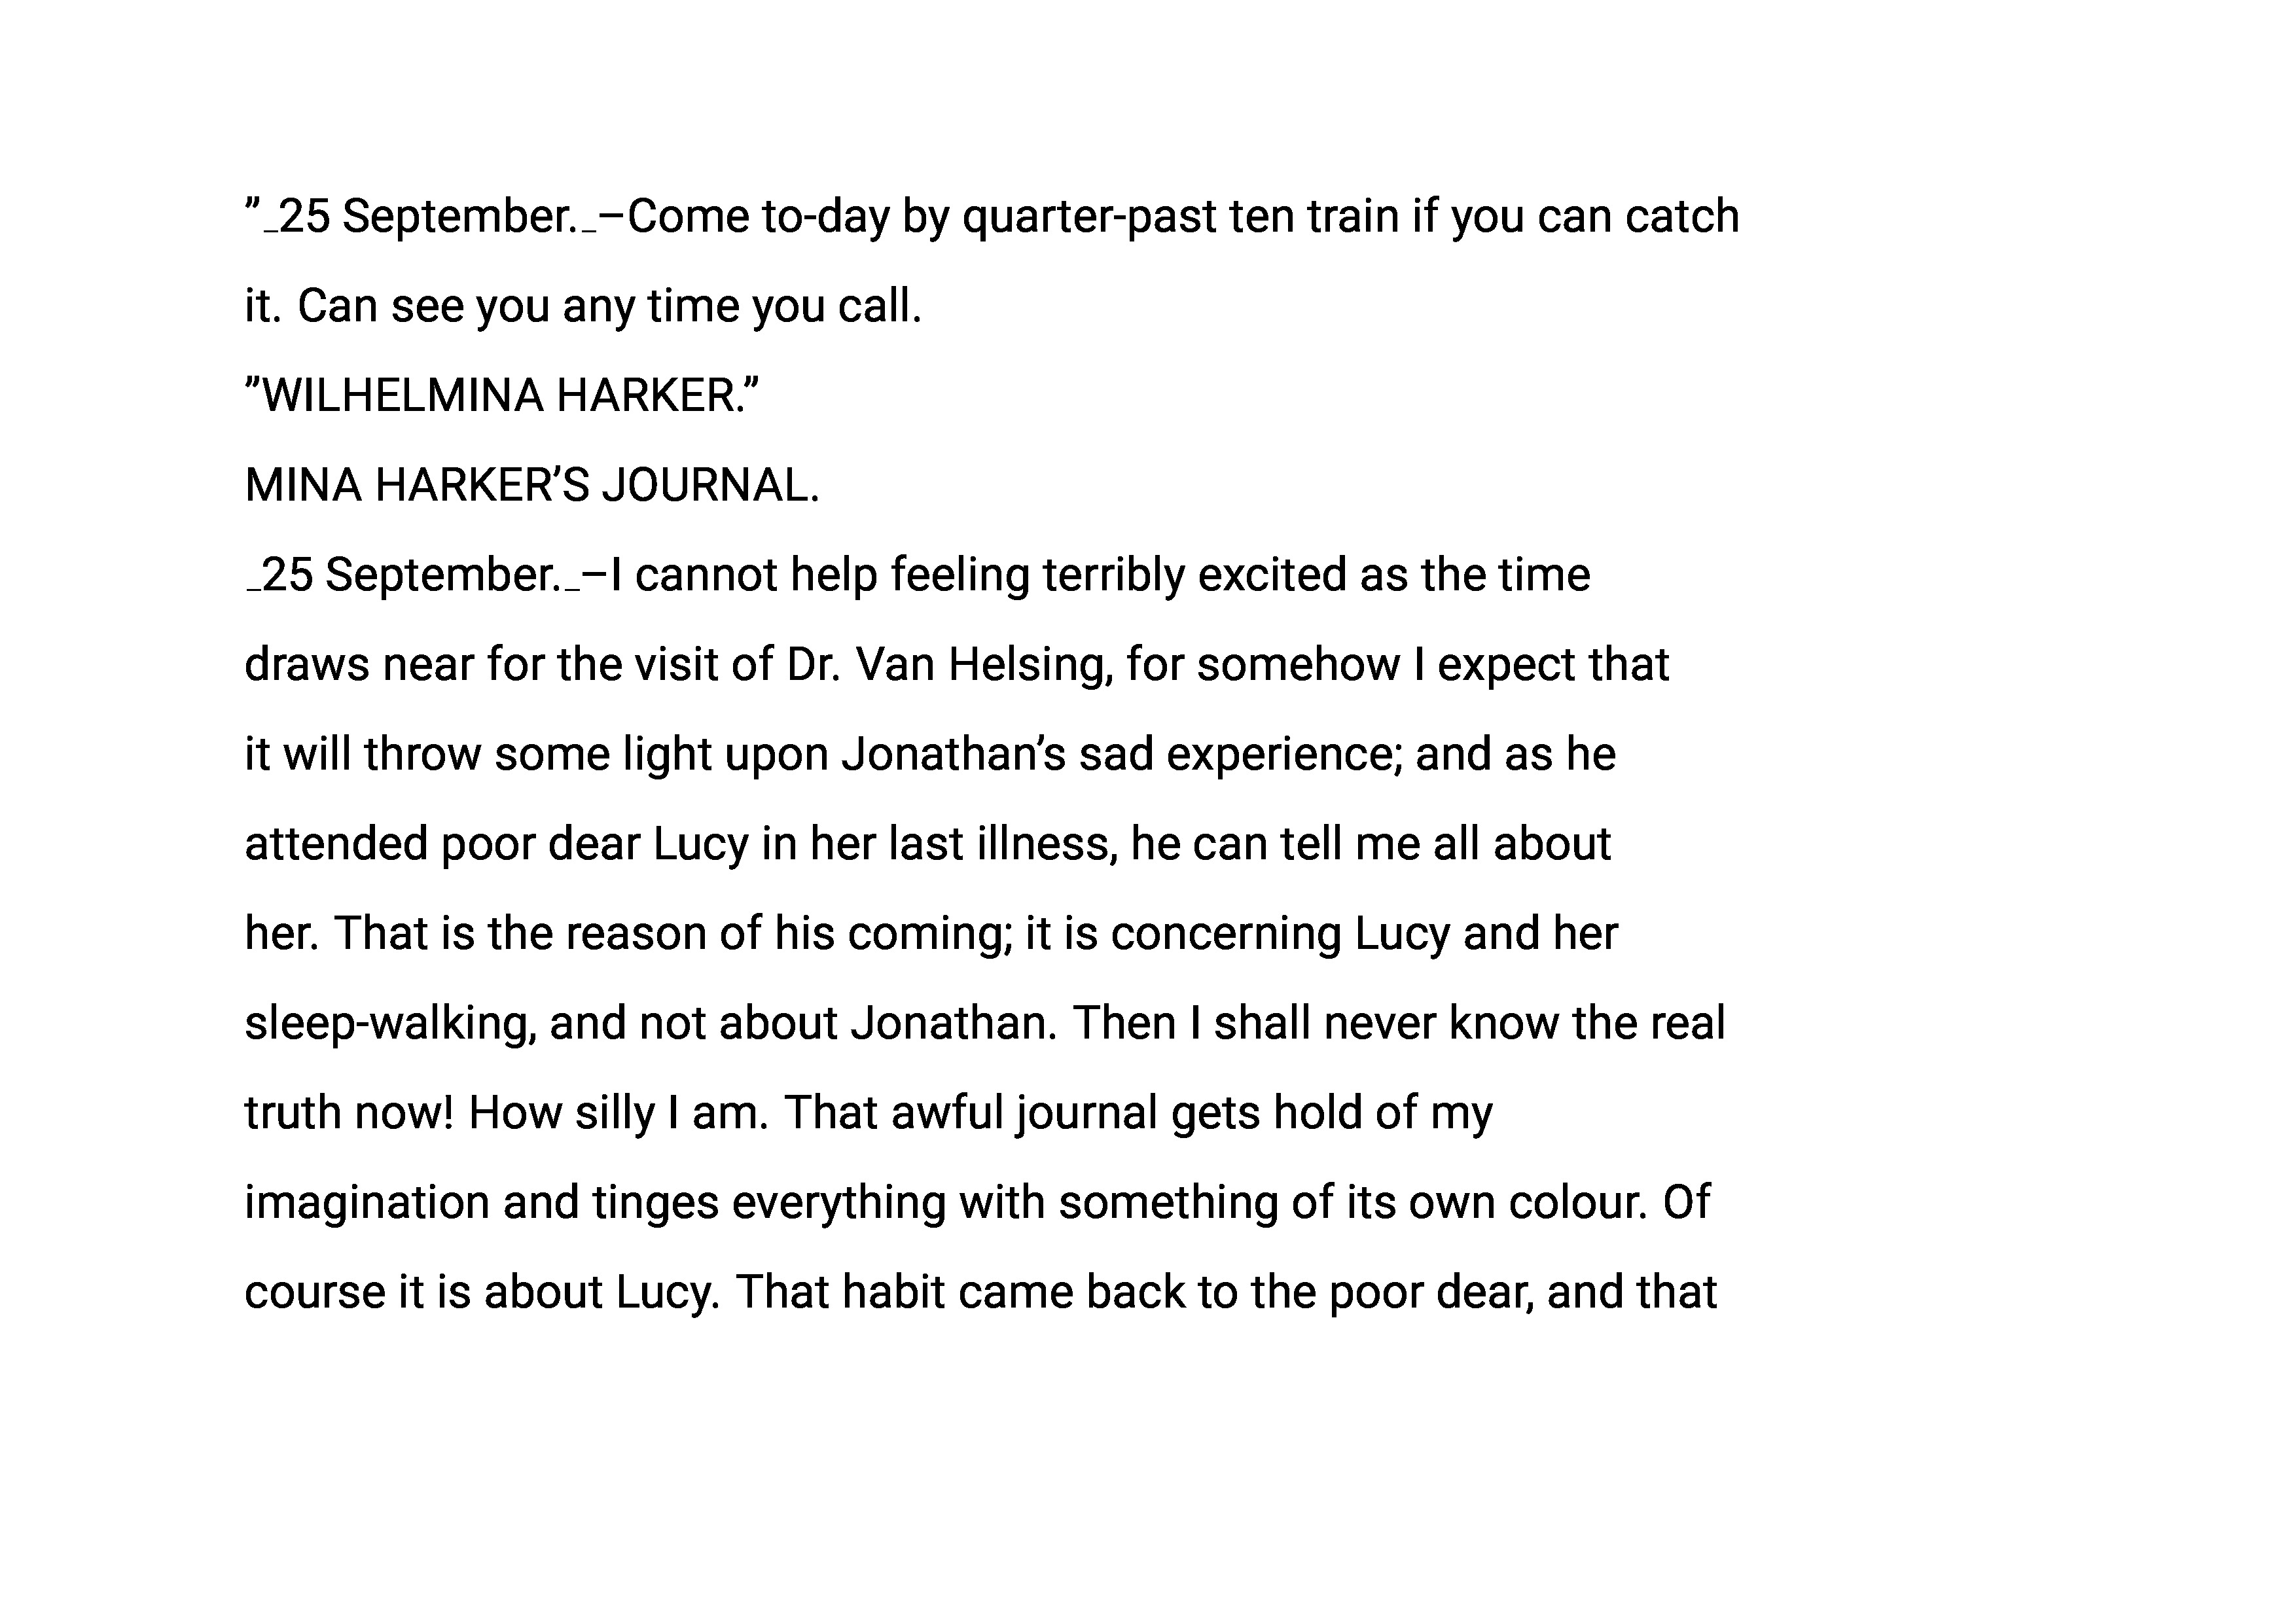 ”_25 September._–Come to-day by quarter-past ten train if you can catch
it. Can see you any time you call.
”WILHELMINA HARKER.”
MINA HARKER’S JOURNAL.
_25 September._–I cannot help feeling terribly excited as the time
draws near for the visit of Dr. Van Helsing, for somehow I expect that
it will throw some light upon Jonathan’s sad experience; and as he
attended poor dear Lucy in her last illness, he can tell me all about
her. That is the reason of his coming; it is concerning Lucy and her
sleep-walking, and not about Jonathan. Then I shall never know the real
truth now! How silly I am. That awful journal gets hold of my
imagination and tinges everything with something of its own colour. Of
course it is about Lucy. That habit came back to the poor dear, and that